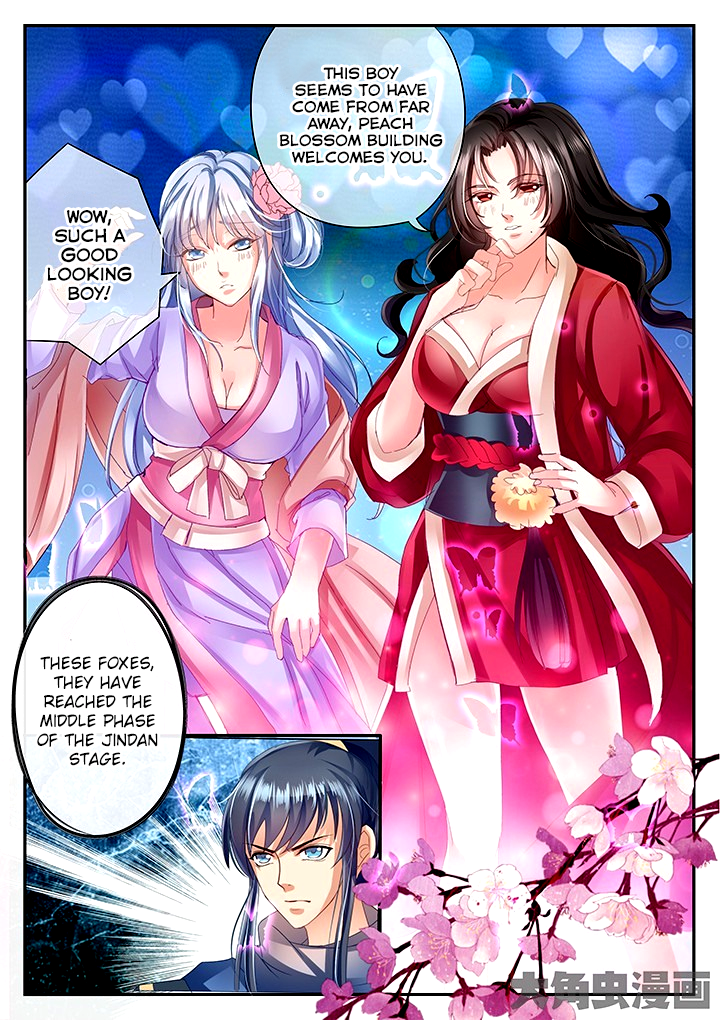 THIS BOY
SEEMS TO HAVE
COME FROM FAR
AWAY, PEACH
BLOSSOM BUILDING
WELCOMES YOU.
WOW,
SUCH A
GOOD
LOOKING
BOY!
THESE FOXES,
THEY HAVE
REACHED THE
MIDDLE PHASE
OF THE JINDAN
STAGE.
大角虫漫画